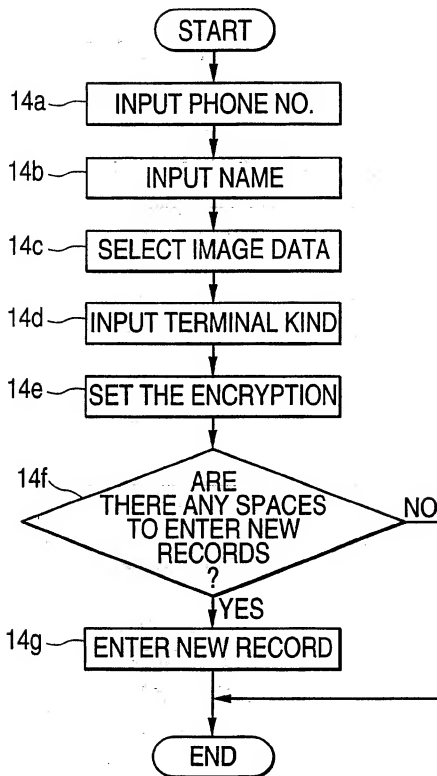 START
14a
INPUT PHONE NO.
14b
INPUT NAME
14c
SELECT IMAGE DATA
14d
INPUT TERMINAL KIND
14e
SET THE ENCRYPTION
14f
ARE
THERE ANY SPACES
TO ENTER NEW
RECORDS
?
NO
YES
14g
ENTER NEW RECORD
END